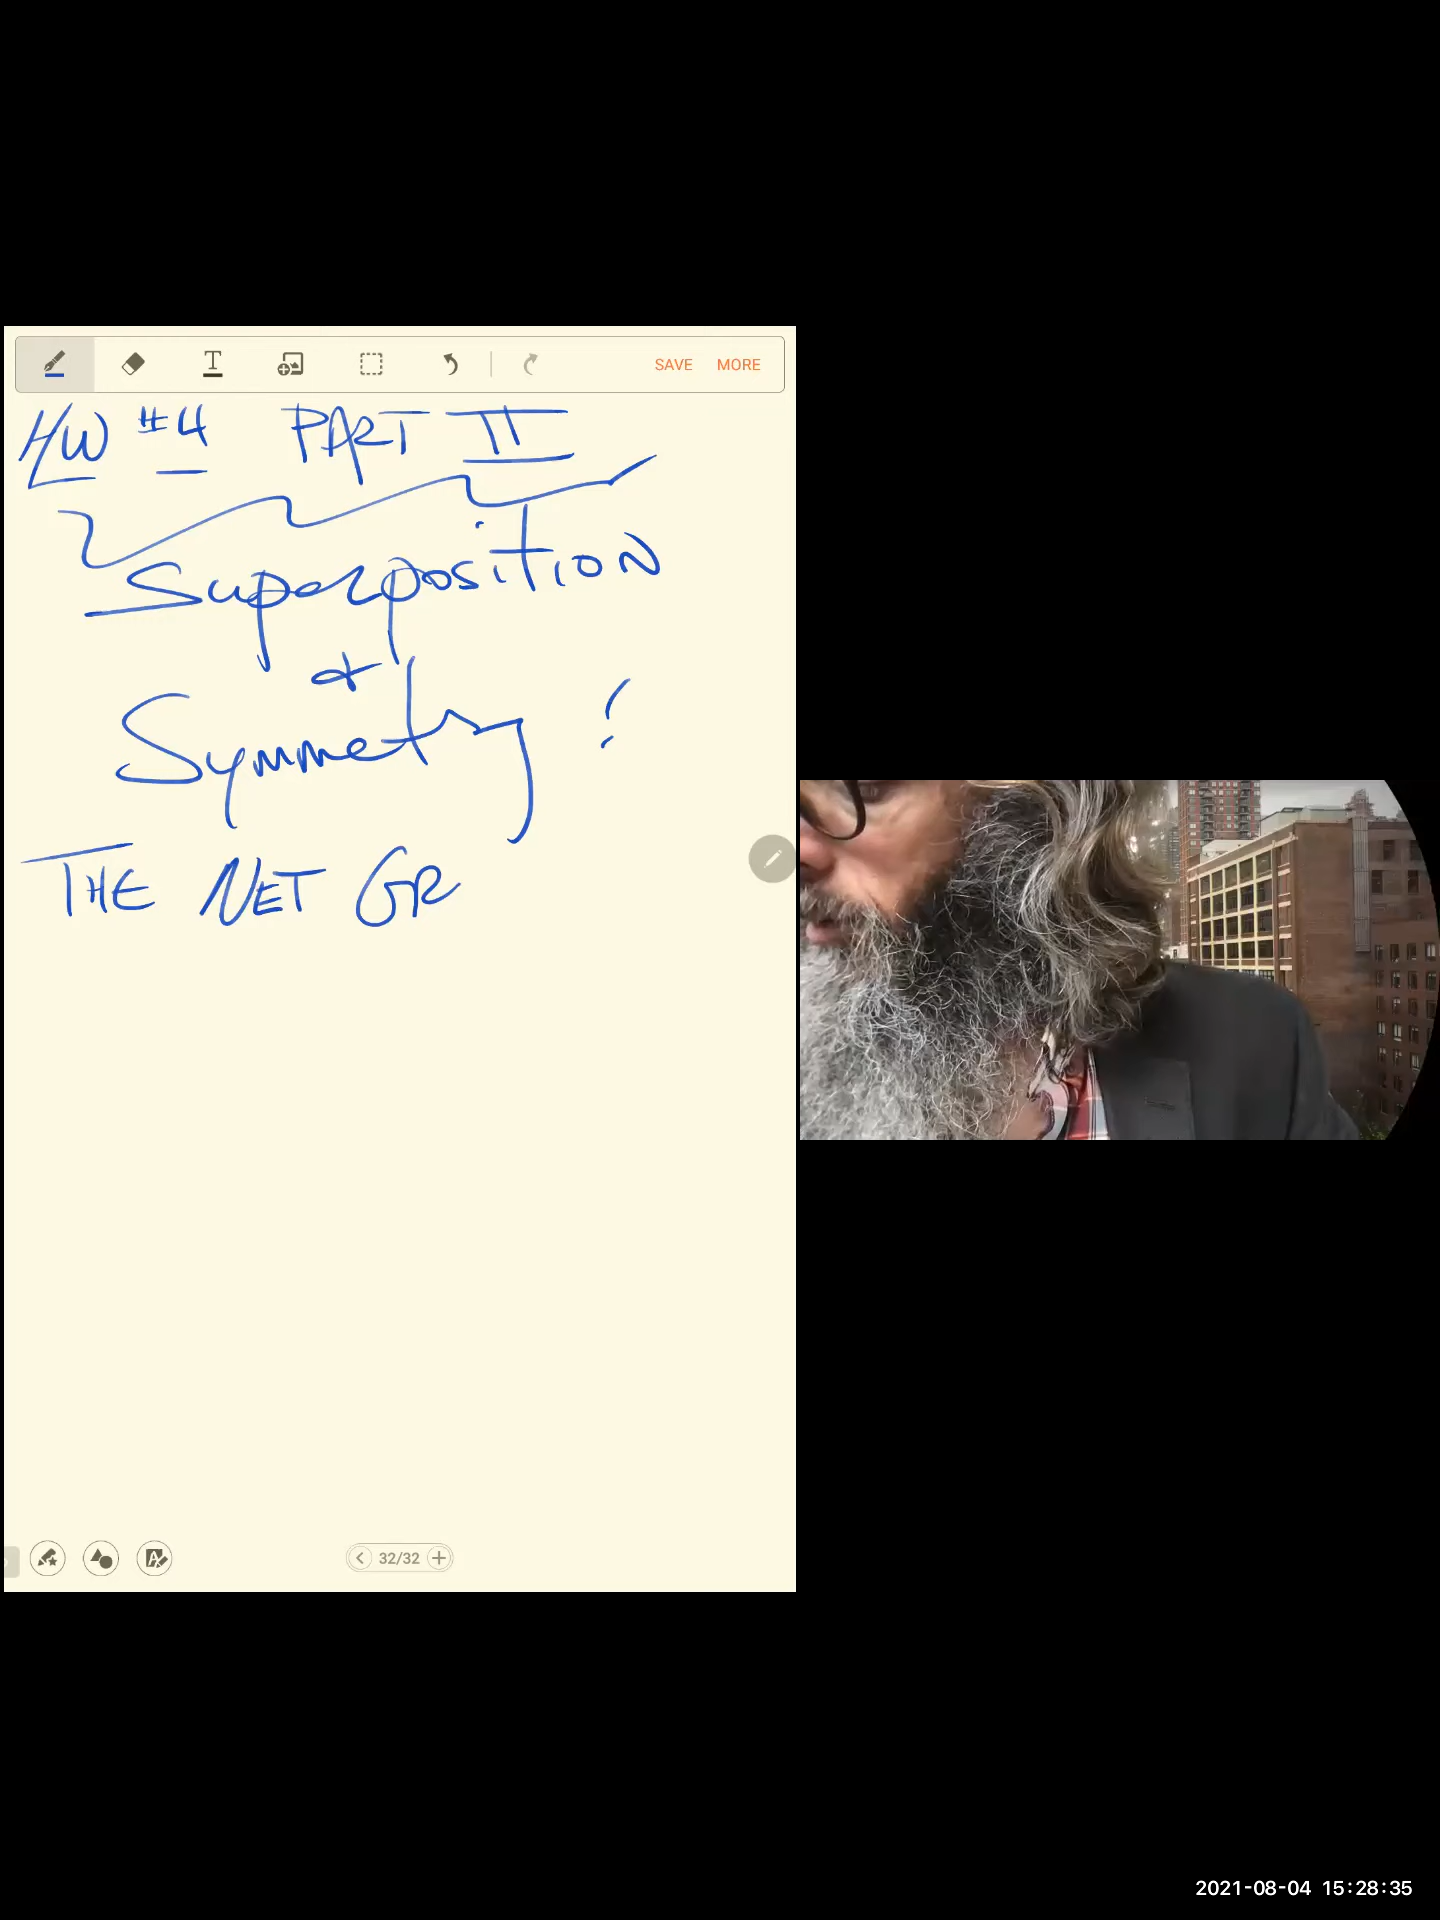 T
SAVE MORE
HW #4 PART II
Superposition
&
Symmetry !
THE NET GR
A
32/32
2021-08-04 15:28:35